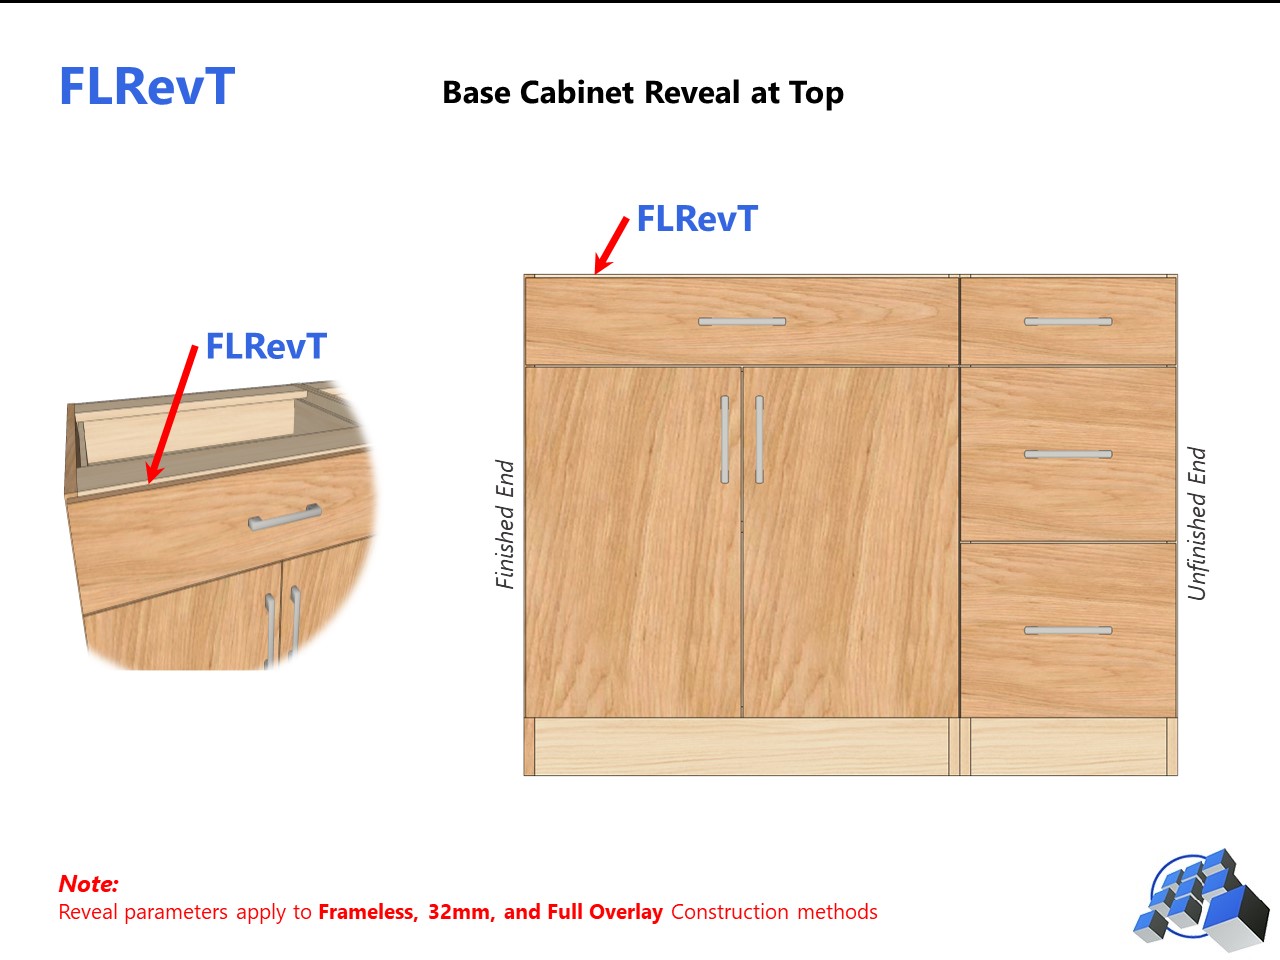 FLRevT
Base Cabinet Reveal at Top
FLRevT
FLRevT
Finished End
Unfinished End
Note:
Reveal parameters apply to Frameless, 32mm, and Full Overlay Construction methods